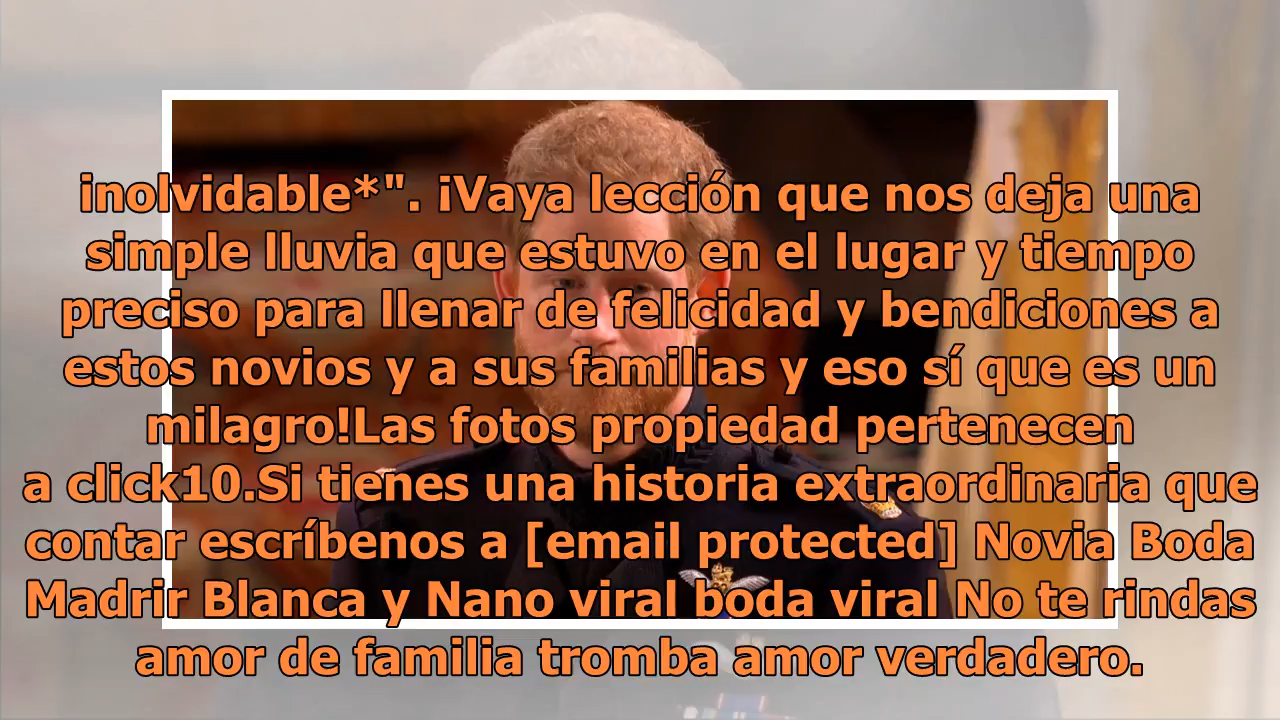 inolvidable*". ¡Vaya lección que nos deja una
simple lluvia que estuvo en el lugar y tiempo
preciso para llenar de felicidad y bendiciones a
estos novios y a sus familias y eso sí que es un
milagro!Las fotos propiedad pertenecen
a click10.Si tienes una historia extraordinaria que
contar escríbenos a [email protected] Novia Boda
Madrir Blanca y Nano viral boda viral No te rindas
amor de familia tromba amor verdadero.